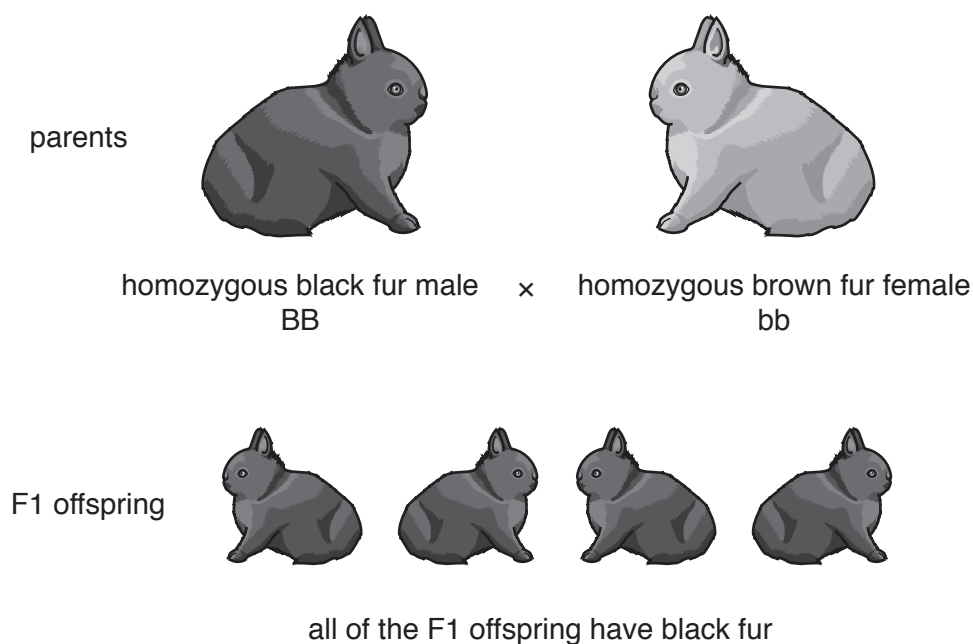 parents
homozygous black fur male × homozygous brown fur female
BB bb
F1 offspring
all of the F1 offspring have black fur